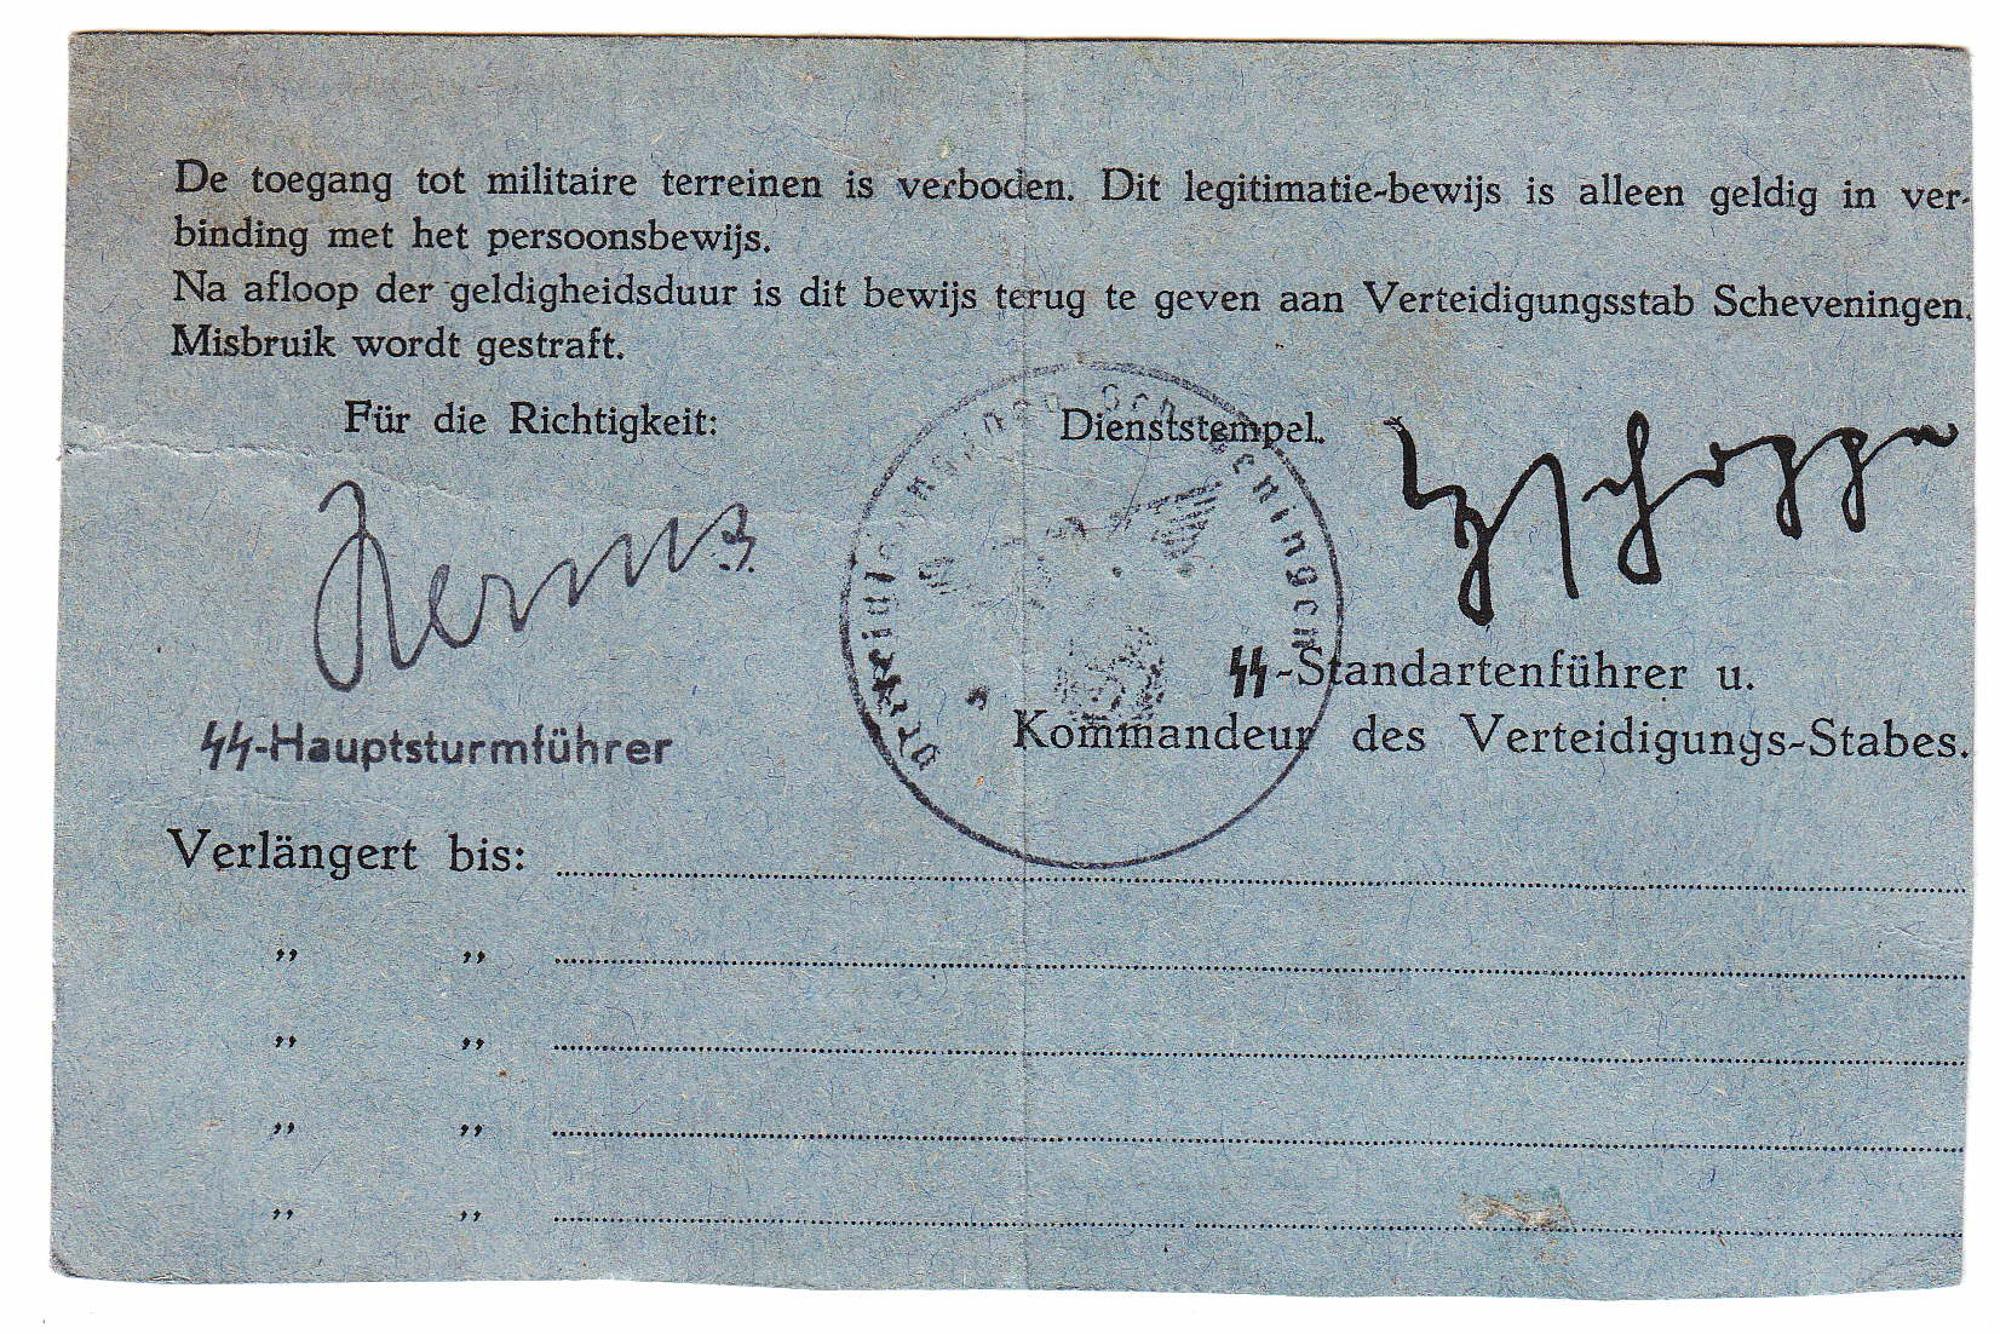 De toegang tot militaire terreinen is verboden. Dit legitimatie-bewijs is alleen geldig in ver-
binding met het persoonsbewijs.
Na afloop der geldigheidsduur is dit bewijs terug te geven aan Verteidigungsstab Scheveningen.
Misbruik wordt gestraft.
Für die Richtigkeit:
Dienststempel.
Verteidigungsstab Scheveningen
SS-Standartenführer u.
Kommandeur des Verteidigungs-Stabes.
SS-Hauptsturmführer
Verlängert bis:
„ „
„ „
„ „
„ „